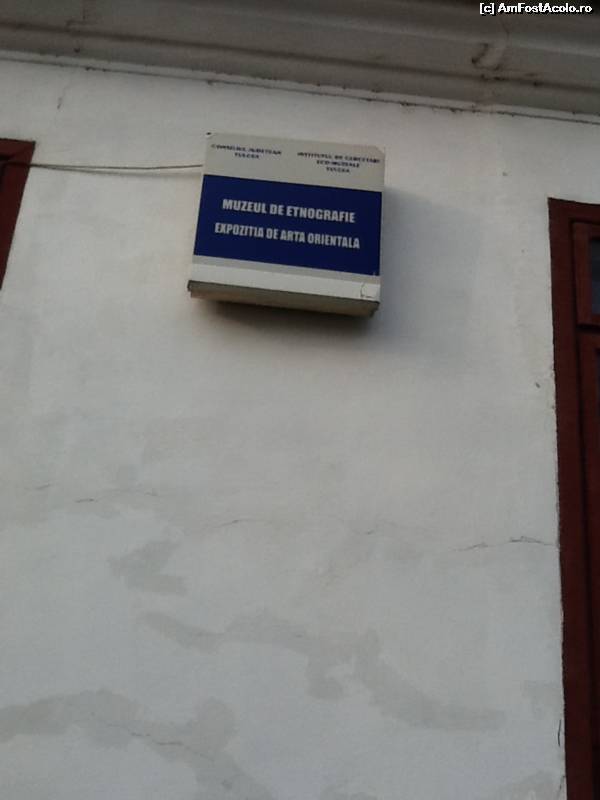 [c] AmFostAcolo.ro
CONSILIUL JUDETEAN
TULCEA
INSTITUTUL DE CERCETARI
ECO-MUZEALE
TULCEA
MUZEUL DE ETNOGRAFIE
EXPOZITIA DE ARTA ORIENTALA